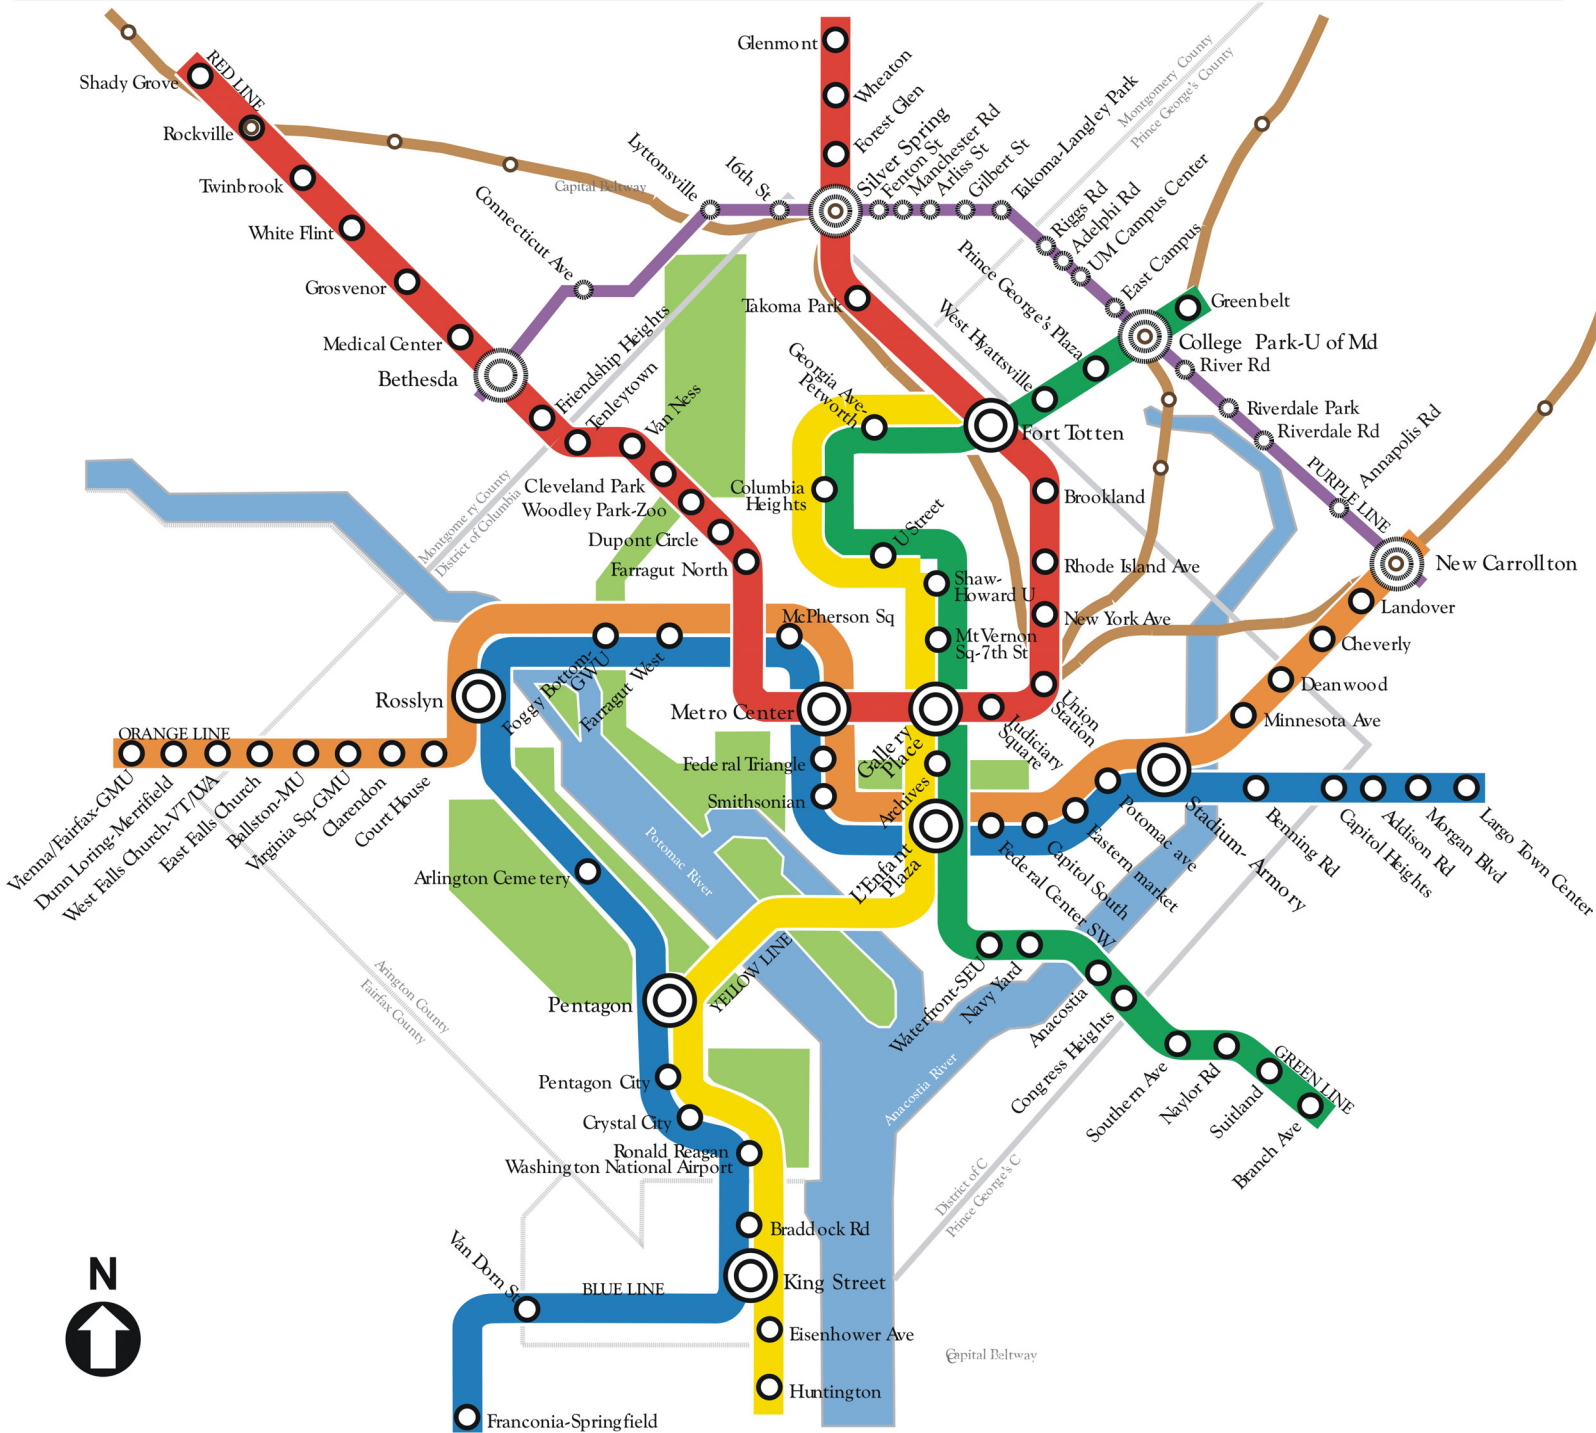 Glenmont
Wheaton
Forest Glen
Silver Spring
Fenton St
Manchester Rd
Arliss St
Gilbert St
Takoma-Langley Park
Montgomery County
Prince George's County
Shady Grove
RED LINE
Rockville
Twinbrook
White Flint
Grosvenor
Medical Center
Bethesda
Capital Beltway
Lyttonsville
16th St
Connecticut Ave
Riggs Rd
Adelphi Rd
UM Campus Center
East Campus
Prince George's Plaza
West Hyattsville
Greenbelt
College Park-U of Md
River Rd
Riverdale Park
Riverdale Rd
Annapolis Rd
PURPLE LINE
New Carrollton
Landover
Cheverly
Deanwood
Minnesota Ave
Takoma Park
Friendship Heights
Tenleytown
Van Ness
Cleveland Park
Woodley Park-Zoo
Dupont Circle
Farragut North
Georgia Ave-
Petworth
Fort Totten
Columbia
Heights
U Street
Shaw-
Howard U
Mt Vernon
Sq-7th St
Brookland
Rhode Island Ave
New York Ave
Union
Station
Judiciary
Square
Montgomery County
District of Columbia
McPherson Sq
Foggy Bottom-
GWU
Farragut West
Rosslyn
Metro Center
Gallery
Place
Archives
Federal Triangle
Smithsonian
L'Enfant
Plaza
ORANGE LINE
Vienna/Fairfax-GMU
Dunn Loring-Merrifield
West Falls Church-VT/UVA
East Falls Church
Ballston-MU
Virginia Sq-GMU
Clarendon
Court House
Federal Center SW
Capitol South
Eastern market
Potomac ave
Stadium- Armory
Benning Rd
Capitol Heights
Addison Rd
Morgan Blvd
Largo Town Center
Arlington Cemetery
Potomac River
Arington County
Fairfax County
Pentagon
YELLOW LINE
Pentagon City
Crystal City
Ronald Reagan
Washington National Airport
Braddock Rd
King Street
Eisenhower Ave
Huntington
Van Dorn St
BLUE LINE
Franconia-Springfield
Waterfront-SEU
Navy Yard
Anacostia
Congress Heights
Southern Ave
Naylor Rd
Suitland
Branch Ave
GREEN LINE
Anacostia River
District of C
Prince George's C
Capital Beltway
N